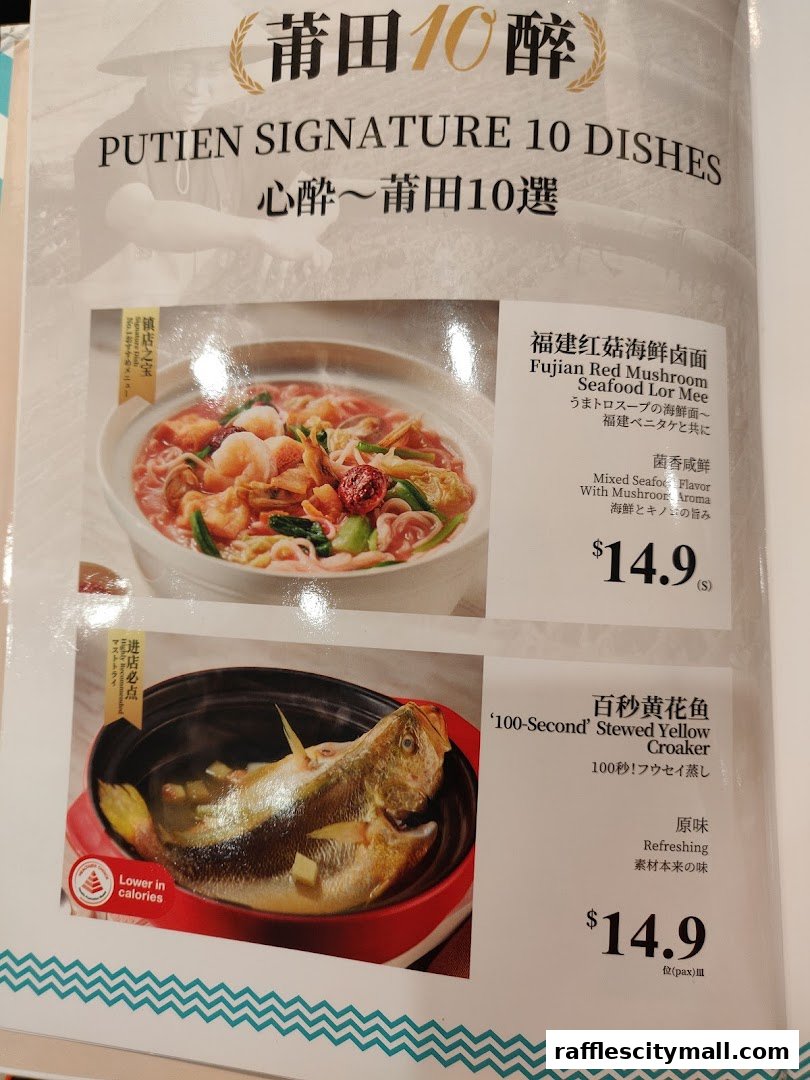 莆田10醉
PUTIEN SIGNATURE 10 DISHES
心酔～莆田10選
镇店之宝
Signature Dish
福建红菇海鲜卤面
Fujian Red Mushroom
Seafood Lor Mee
うまトロスープの海鮮面～
福建ベニタケと共に
菌香咸鲜
Mixed Seafood Flavor
With Mushroom Aroma
海鮮とキノコの旨み
$14.9(S)
进店必点
Highly Recommended
百秒黄花鱼
‘100-Second’ Stewed Yellow
Croaker
100秒！フウセイ蒸し
原味
Refreshing
素材本来の味
Lower in
calories
$14.9
位(pax)皿
rafflescitymall.com